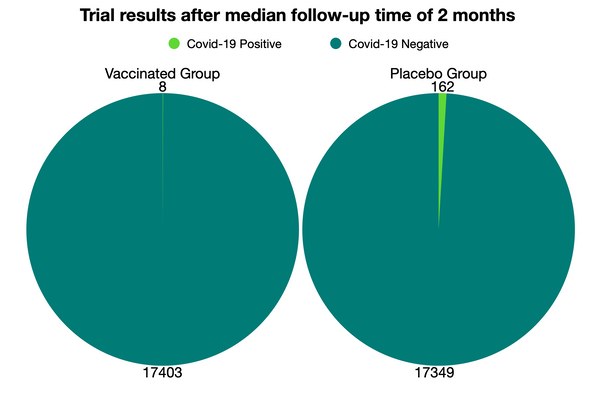 Trial results after median follow-up time of 2 months
Covid-19 Positive
Covid-19 Negative
Vaccinated Group
8
17403
Placebo Group
162
17349